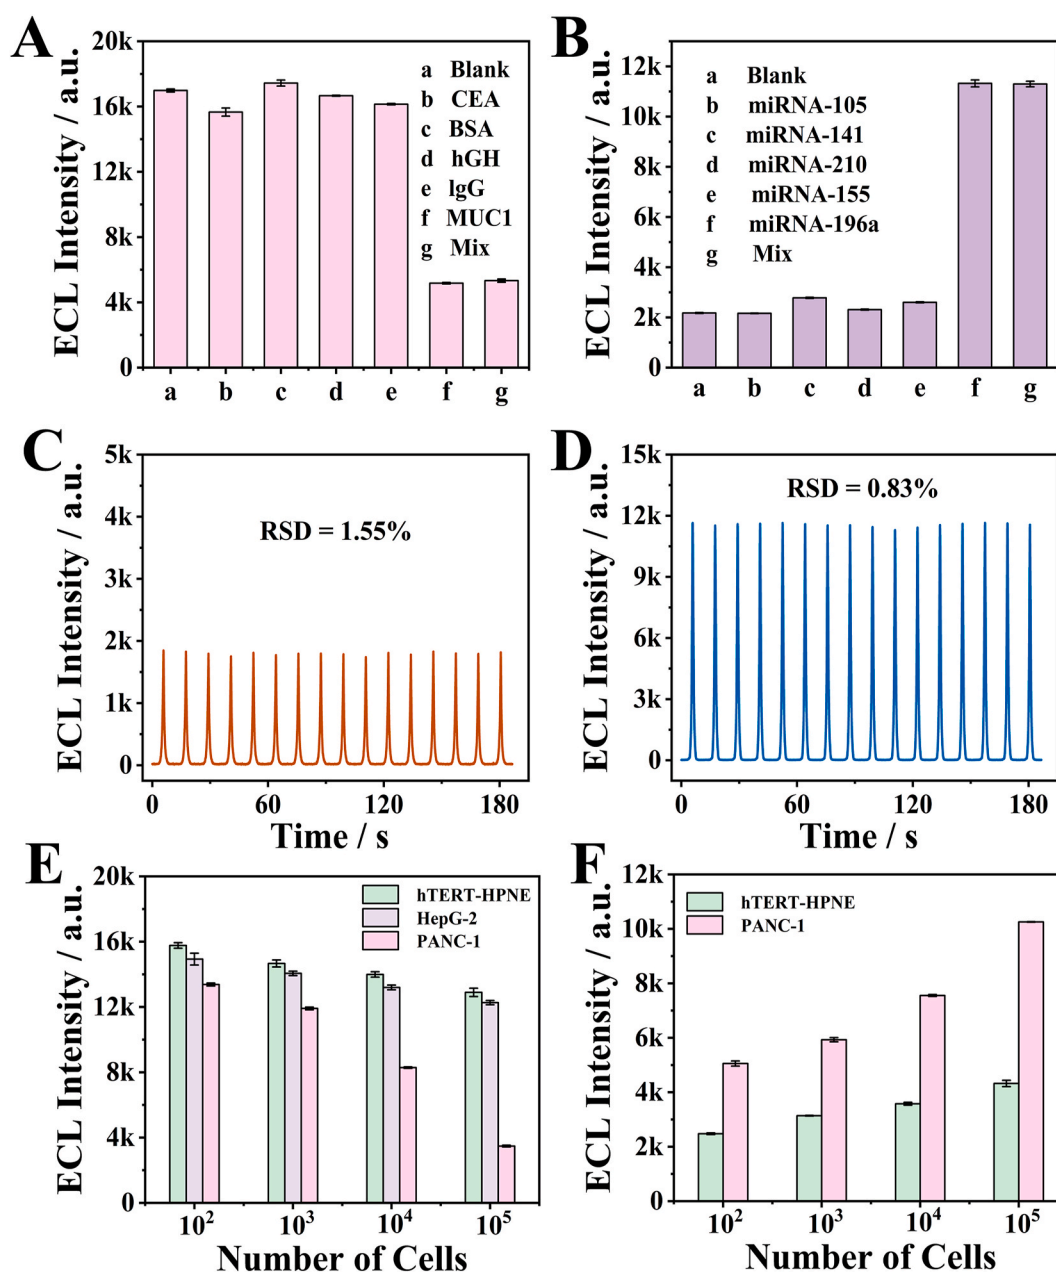 A
ECL Intensity / a.u.
20k
16k
12k
8k
4k
0
a Blank
b CEA
c BSA
d hGH
e IgG
f MUC1
g Mix
a b c d e f g
B
ECL Intensity / a.u.
12k
10k
8k
6k
4k
2k
0
a Blank
b miRNA-105
c miRNA-141
d miRNA-210
e miRNA-155
f miRNA-196a
g Mix
a b c d e f g
C
ECL Intensity / a.u.
5k
4k
3k
2k
1k
0
RSD = 1.55%
0 60 120 180
Time / s
D
ECL Intensity / a.u.
15k
12k
9k
6k
3k
0
RSD = 0.83%
0 60 120 180
Time / s
E
ECL Intensity / a.u.
20k
16k
12k
8k
4k
0
hTERT-HPNE
HepG-2
PANC-1
10² 10³ 10⁴ 10⁵
Number of Cells
F
ECL Intensity / a.u.
12k
10k
8k
6k
4k
2k
0
hTERT-HPNE
PANC-1
10² 10³ 10⁴ 10⁵
Number of Cells